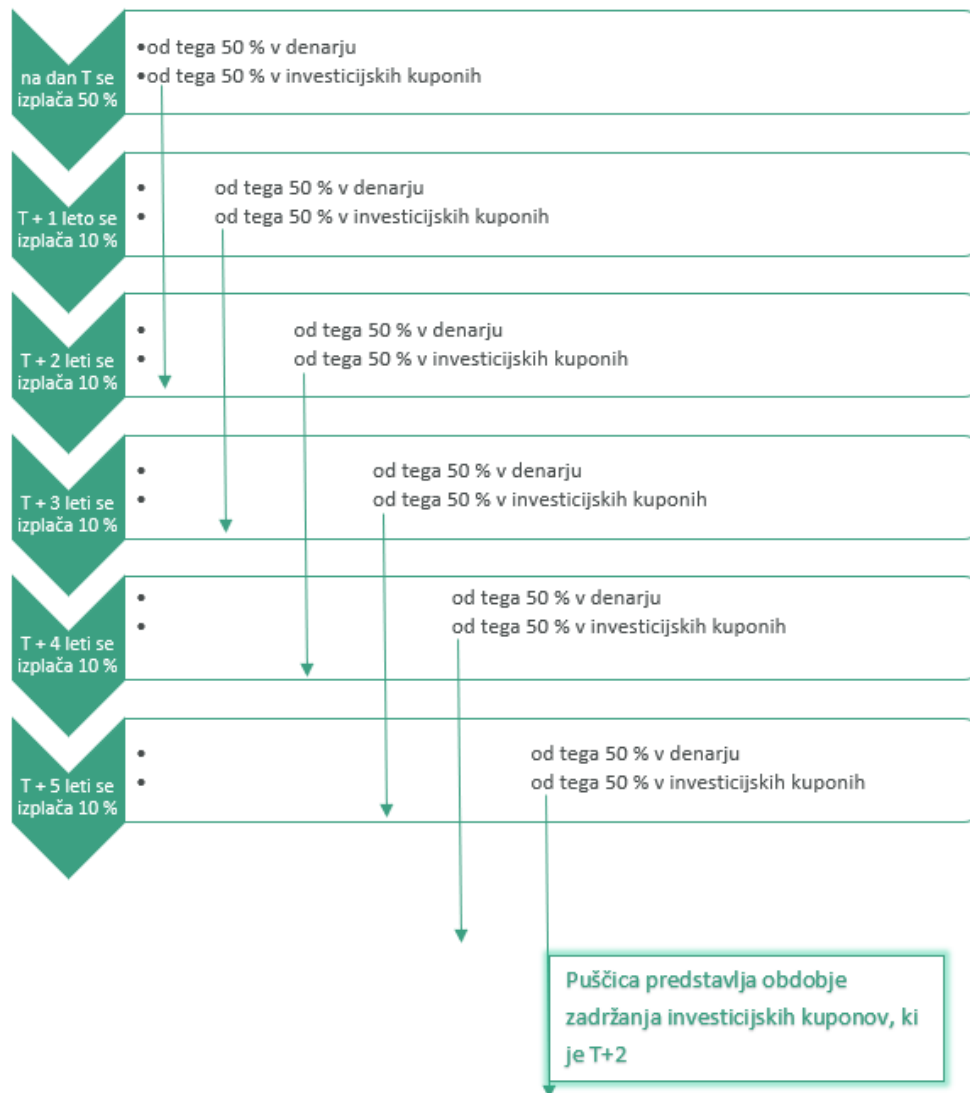 na dan T se
izplača 50 %
•od tega 50 % v denarju
•od tega 50 % v investicijskih kuponih
T + 1 leto se
izplača 10 %
• od tega 50 % v denarju
• od tega 50 % v investicijskih kuponih
T + 2 leti se
izplača 10 %
• od tega 50 % v denarju
• od tega 50 % v investicijskih kuponih
T + 3 leti se
izplača 10 %
• od tega 50 % v denarju
• od tega 50 % v investicijskih kuponih
T + 4 leti se
izplača 10 %
• od tega 50 % v denarju
• od tega 50 % v investicijskih kuponih
T + 5 leti se
izplača 10 %
• od tega 50 % v denarju
• od tega 50 % v investicijskih kuponih
Puščica predstavlja obdobje
zadržanja investicijskih kuponov, ki
je T+2